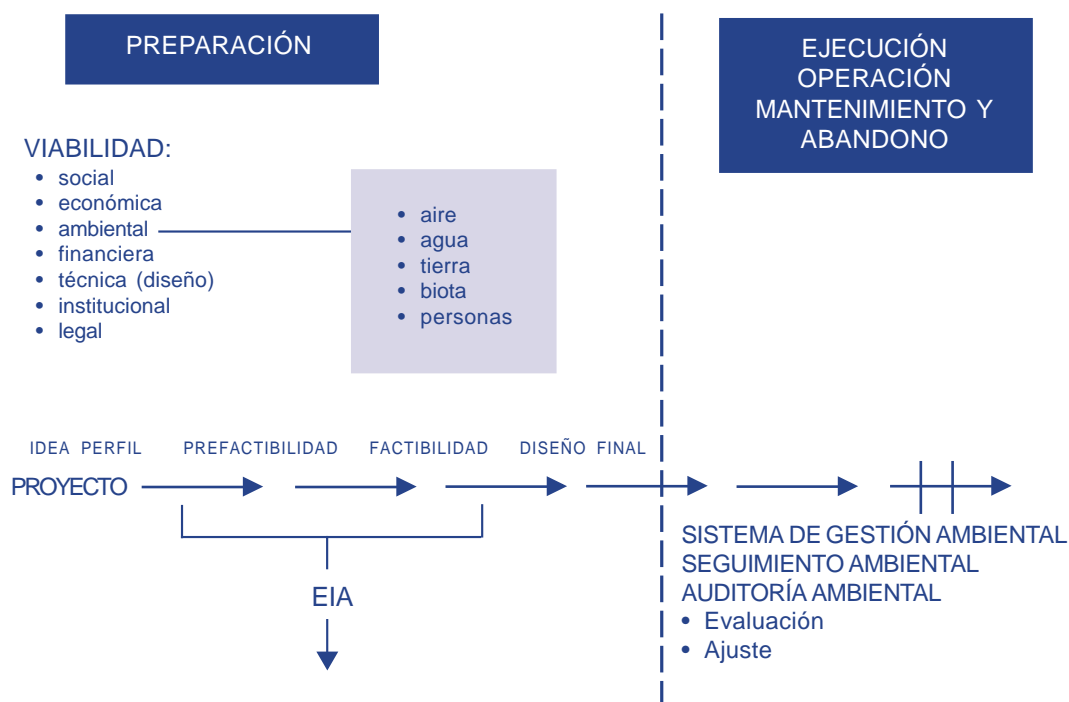 PREPARACIÓN
EJECUCIÓN
OPERACIÓN
MANTENIMIENTO Y
ABANDONO
VIABILIDAD:
• social
• económica
• ambiental
• financiera
• técnica (diseño)
• institucional
• legal
• aire
• agua
• tierra
• biota
• personas
IDEA PERFIL PREFACTIBILIDAD FACTIBILIDAD DISEÑO FINAL
PROYECTO
EIA
SISTEMA DE GESTIÓN AMBIENTAL
SEGUIMIENTO AMBIENTAL
AUDITORÍA AMBIENTAL
• Evaluación
• Ajuste